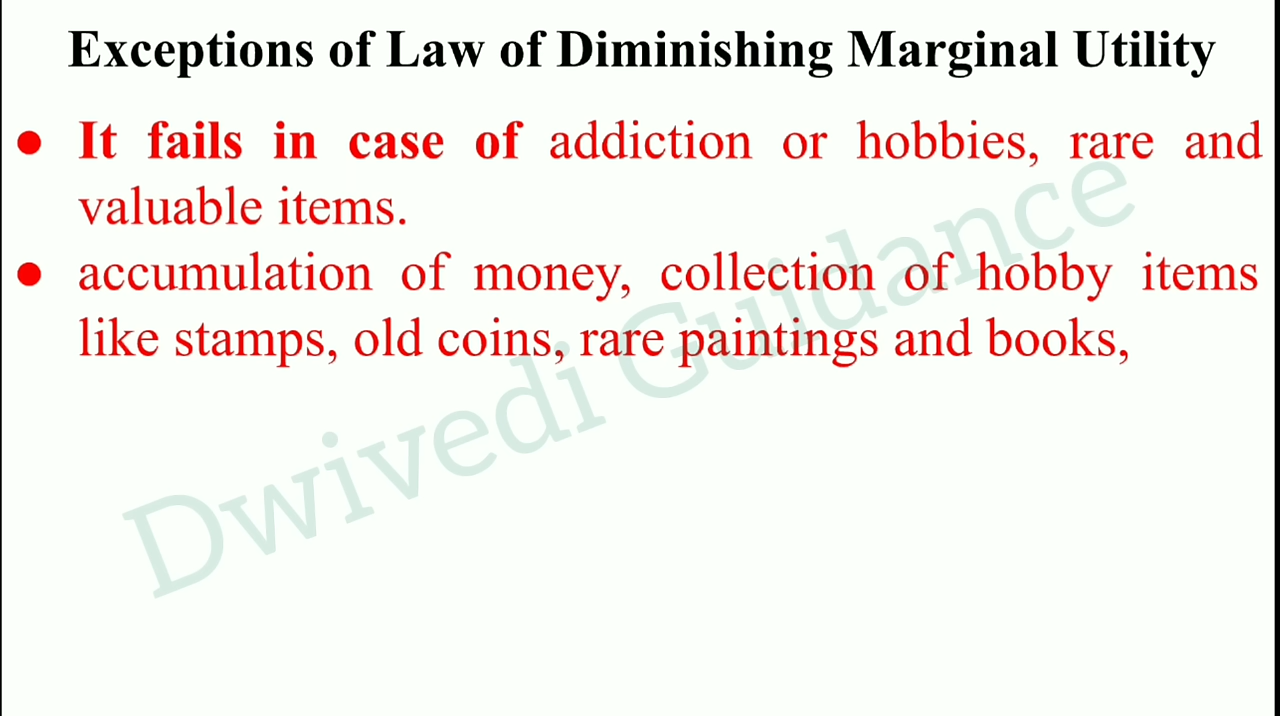 Exceptions of Law of Diminishing Marginal Utility
● It fails in case of addiction or hobbies, rare and
valuable items.
● accumulation of money, collection of hobby items
like stamps, old coins, rare paintings and books,
Dwivedi Guidance